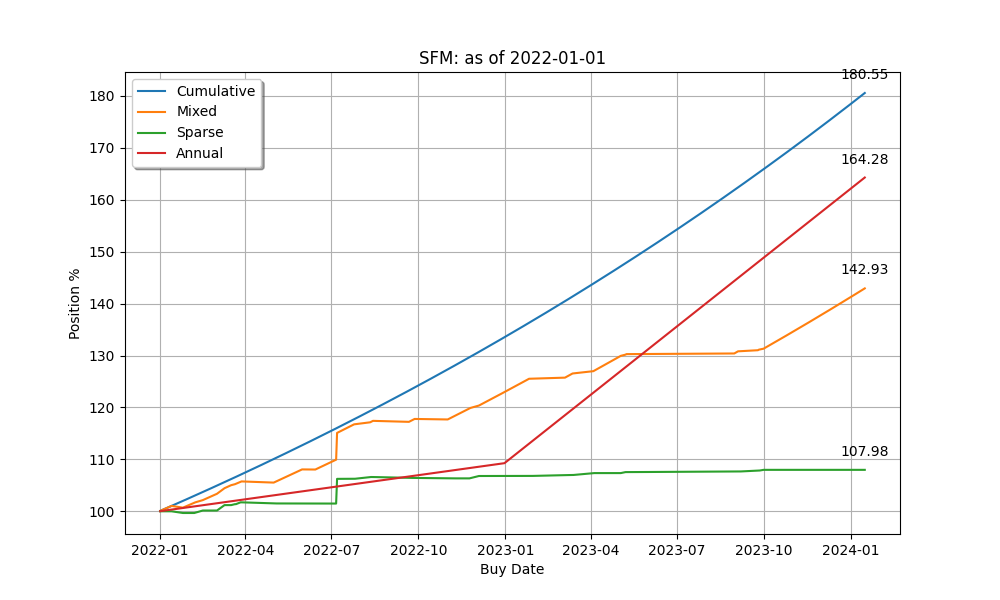 SFM: as of 2022-01-01
Cumulative
Mixed
Sparse
Annual
180.55
164.28
142.93
107.98
Position %
180
170
160
150
140
130
120
110
100
2022-01 2022-04 2022-07 2022-10 2023-01 2023-04 2023-07 2023-10 2024-01
Buy Date